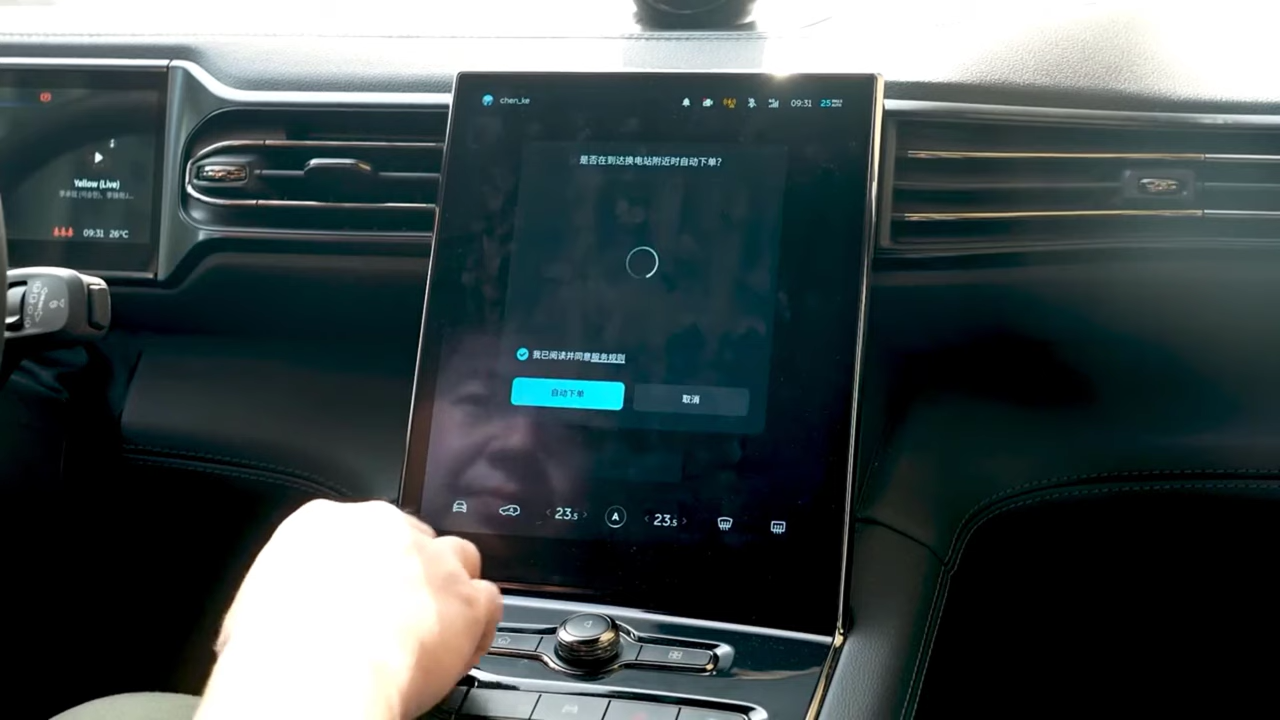 chen_ke
09:31
25
是否在到达换电站附近时自动下单？
我已阅读并同意服务规则
自动下单
取消
23.5
A
23.5
Yellow (Live)
09:31 26°C